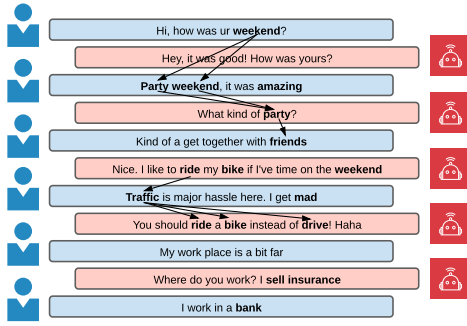 Hi, how was ur weekend?
Hey, it was good! How was yours?
Party weekend, it was amazing
What kind of party?
Kind of a get together with friends
Nice. I like to ride my bike if I've time on the weekend
Traffic is major hassle here. I get mad
You should ride a bike instead of drive! Haha
My work place is a bit far
Where do you work? I sell insurance
I work in a bank